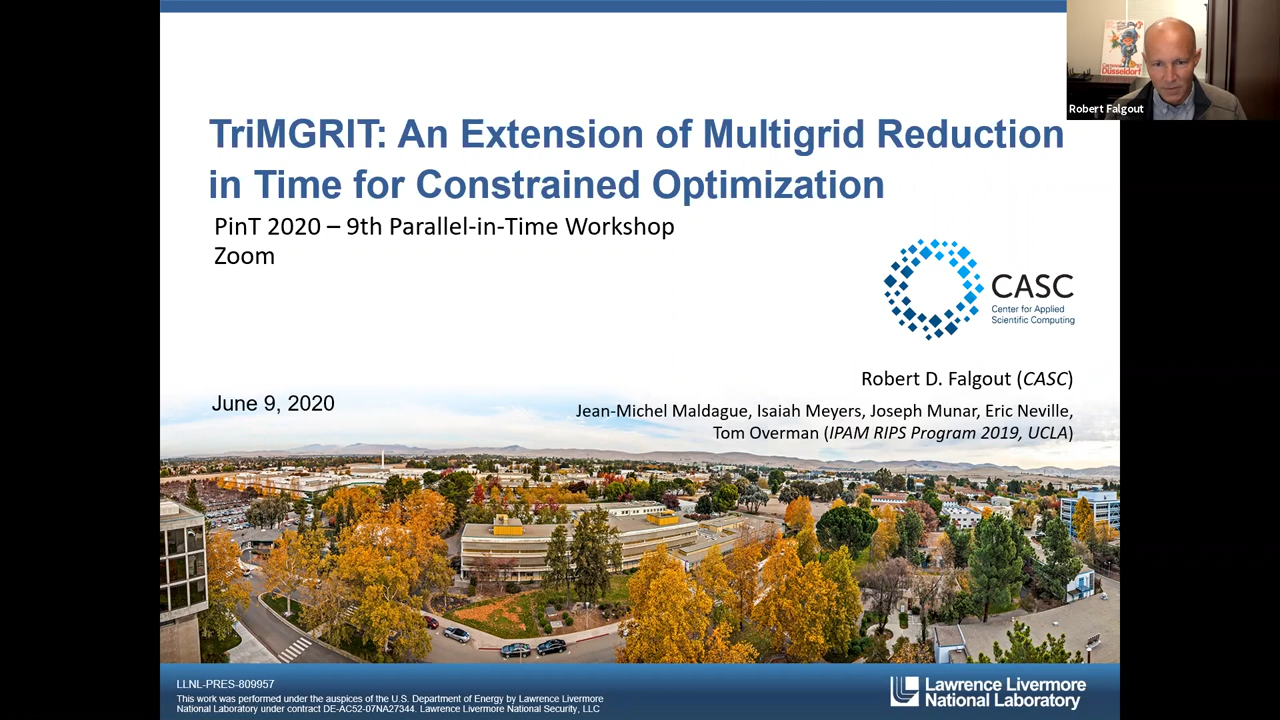 TriMGRIT: An Extension of Multigrid Reduction
in Time for Constrained Optimization
PinT 2020 – 9th Parallel-in-Time Workshop
Zoom
CASC
Center for Applied
Scientific Computing
Robert D. Falgout (CASC)
June 9, 2020
Jean-Michel Maldague, Isaiah Meyers, Joseph Munar, Eric Neville,
Tom Overman (IPAM RIPS Program 2019, UCLA)
LLNL-PRES-809957
This work was performed under the auspices of the U.S. Department of Energy by Lawrence Livermore
National Laboratory under contract DE-AC52-07NA27344. Lawrence Livermore National Security, LLC
Lawrence Livermore
National Laboratory
Düsseldorf
Robert Falgout